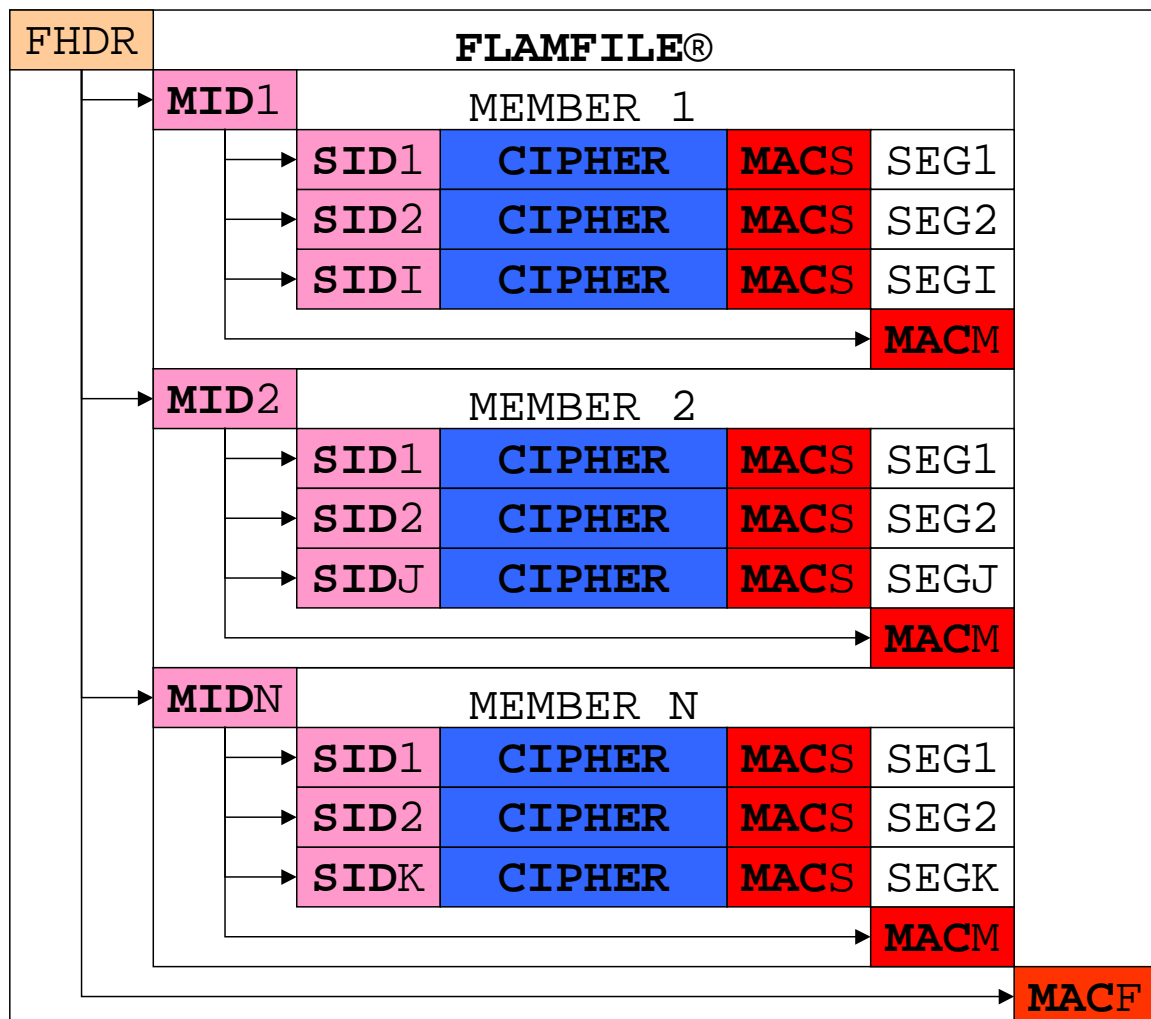 FHDR
FLAMFILE®
MID1 MEMBER 1
SID1 CIPHER MACS SEG1
SID2 CIPHER MACS SEG2
SIDI CIPHER MACS SEGI
MACM
MID2 MEMBER 2
SID1 CIPHER MACS SEG1
SID2 CIPHER MACS SEG2
SIDJ CIPHER MACS SEGJ
MACM
MIDN MEMBER N
SID1 CIPHER MACS SEG1
SID2 CIPHER MACS SEG2
SIDK CIPHER MACS SEGK
MACM
MACF